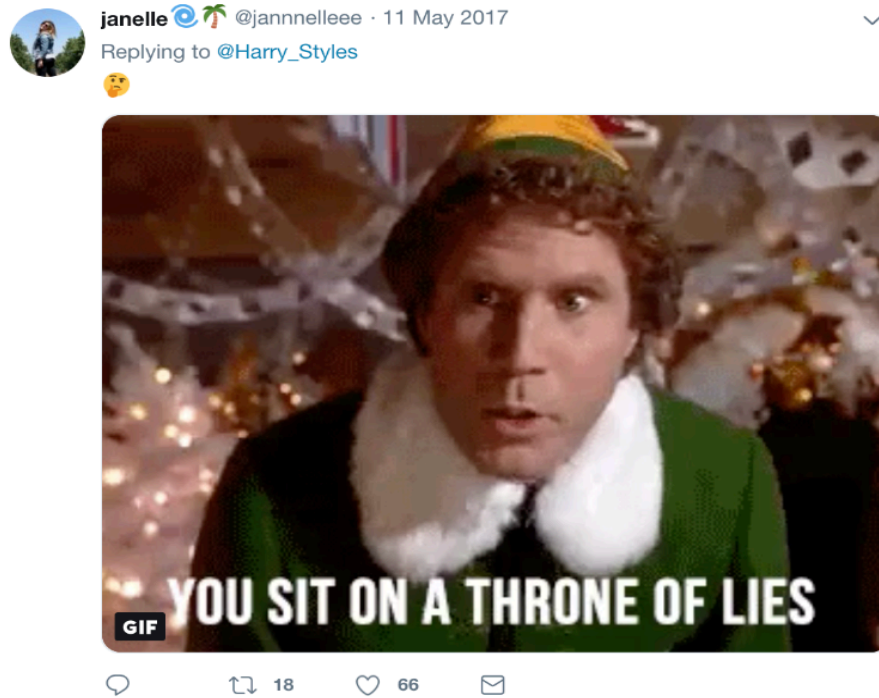 janelle🌀🌴 @jannnelleee · 11 May 2017
Replying to @Harry_Styles
🤔
YOU SIT ON A THRONE OF LIES
GIF
18 66